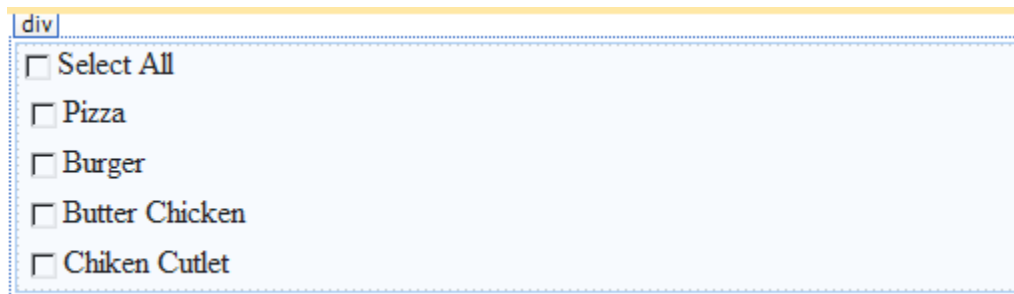 div
Select All
Pizza
Burger
Butter Chicken
Chiken Cutlet